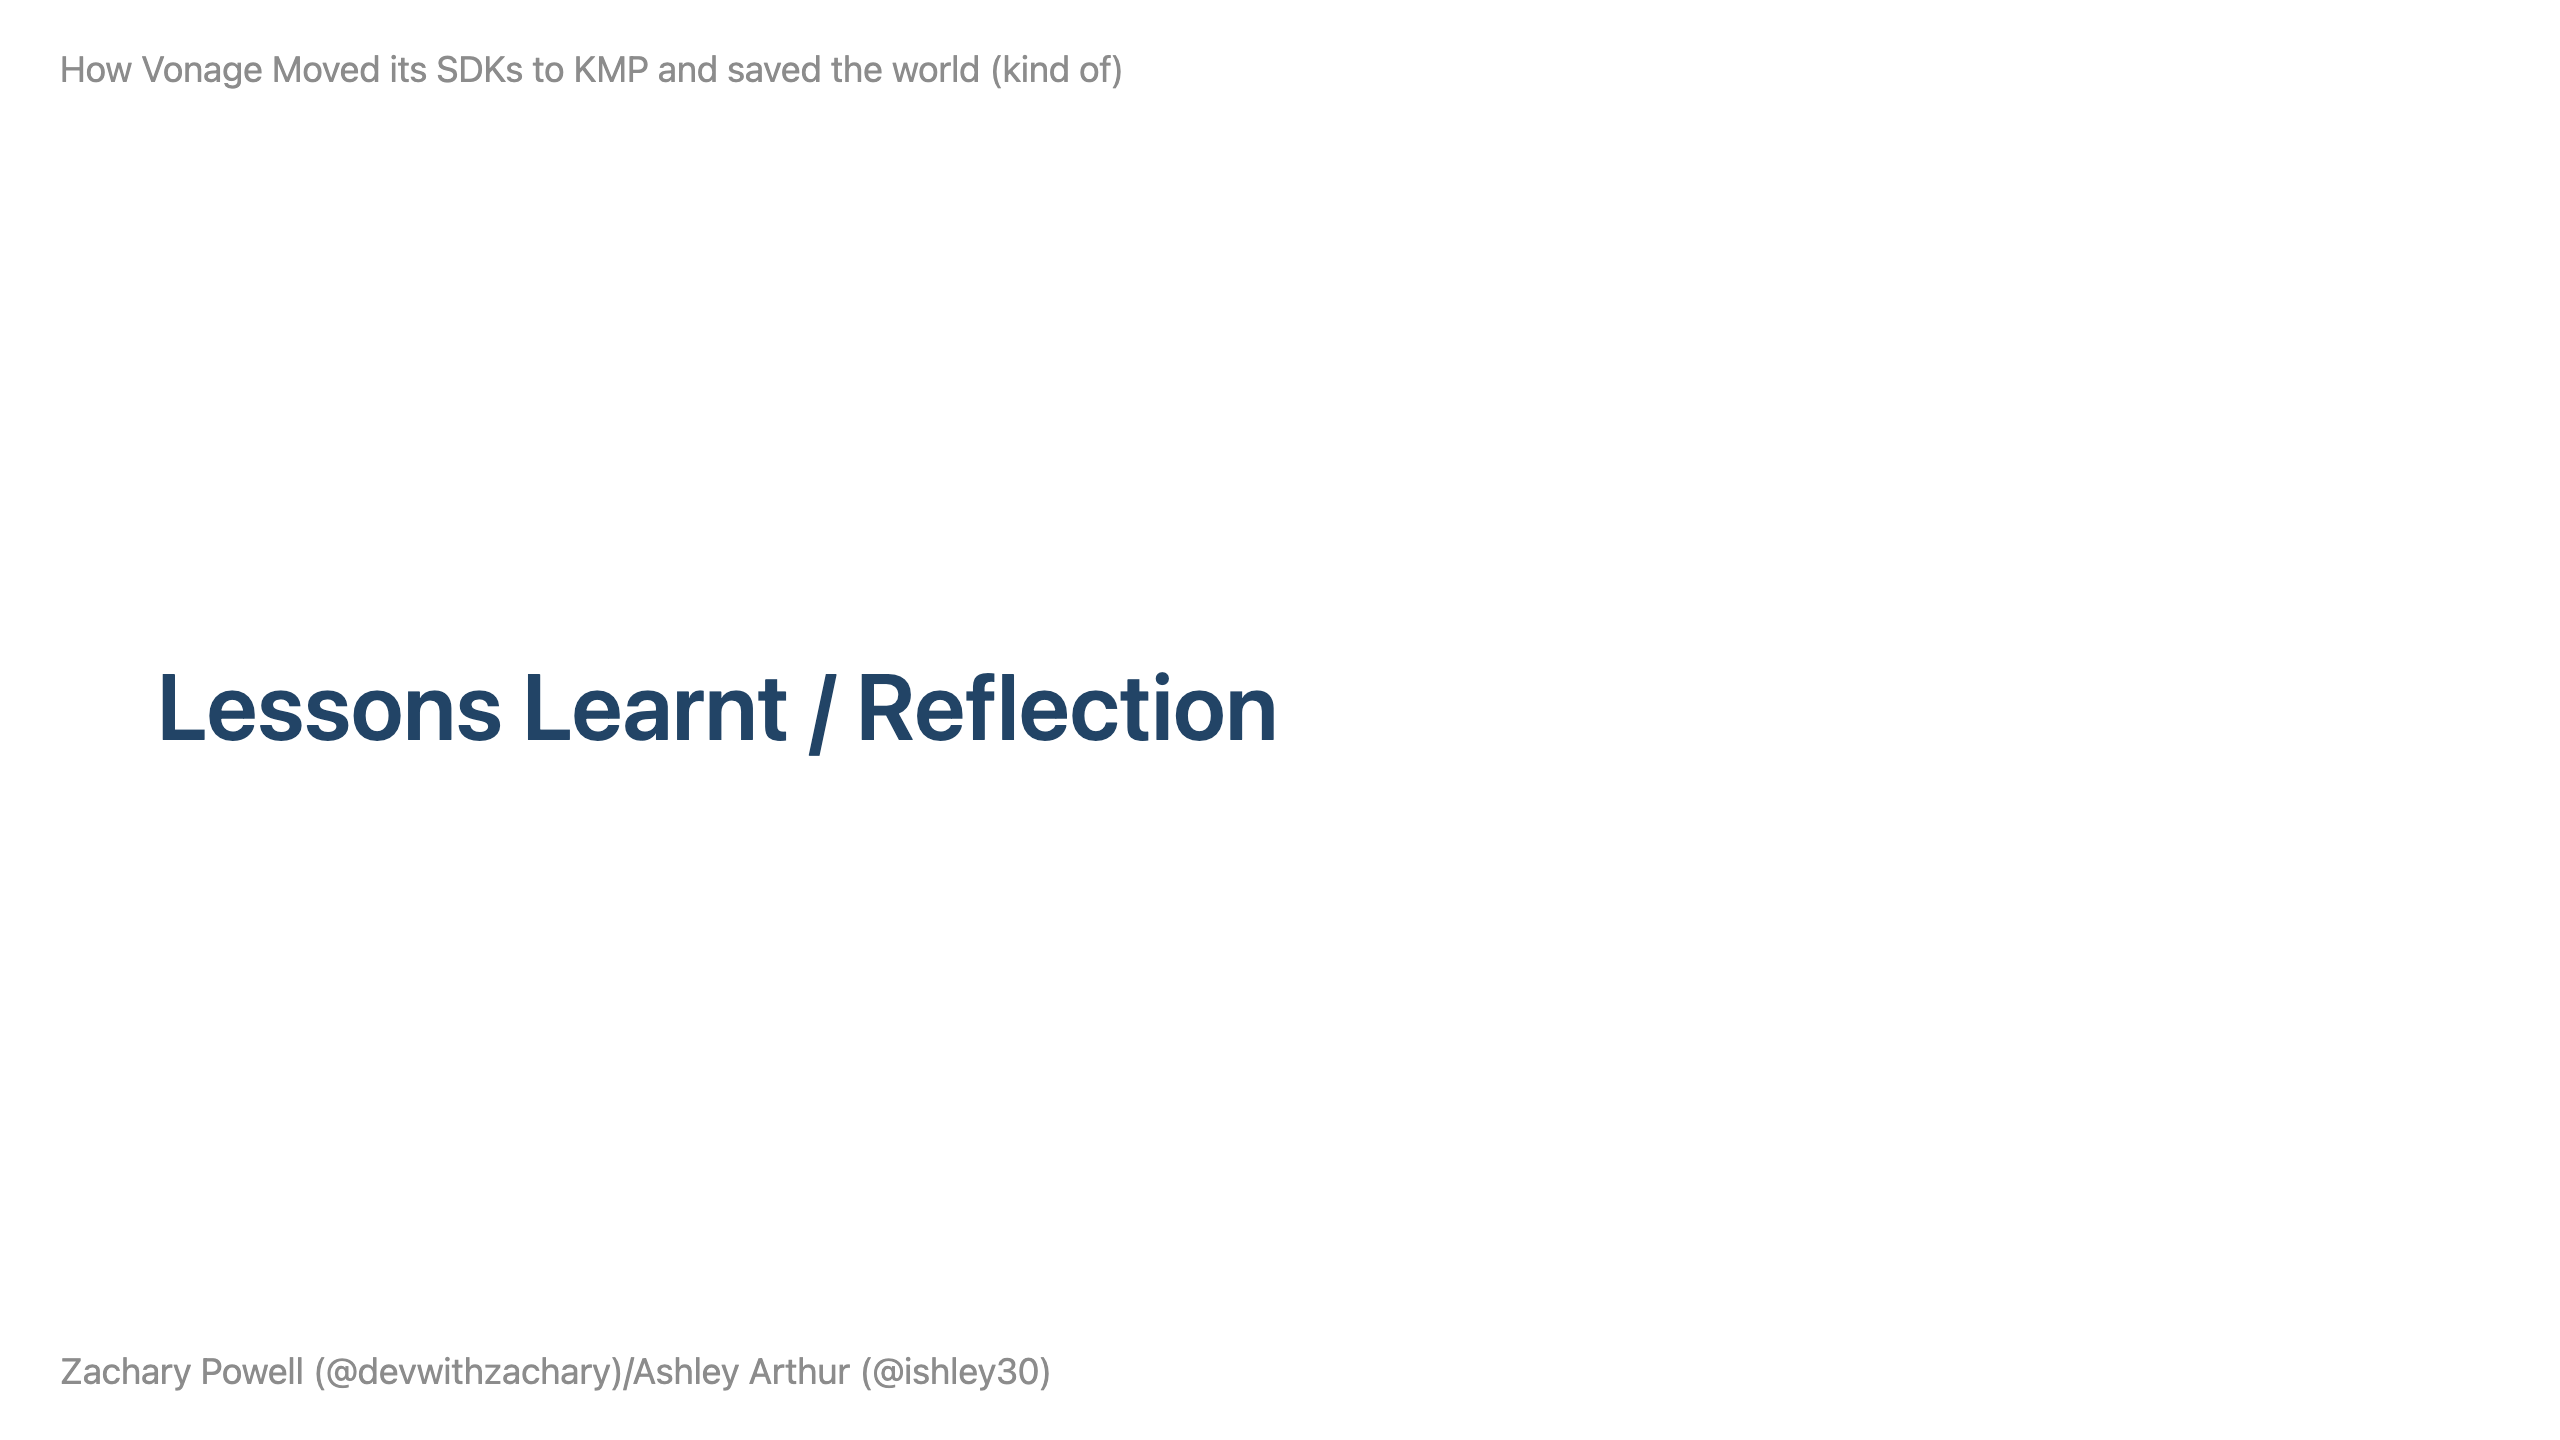 How Vonage Moved its SDKs to KMP and saved the world (kind of)
Lessons Learnt / Reflection
Zachary Powell (@devwithzachary)/Ashley Arthur (@ishley30)